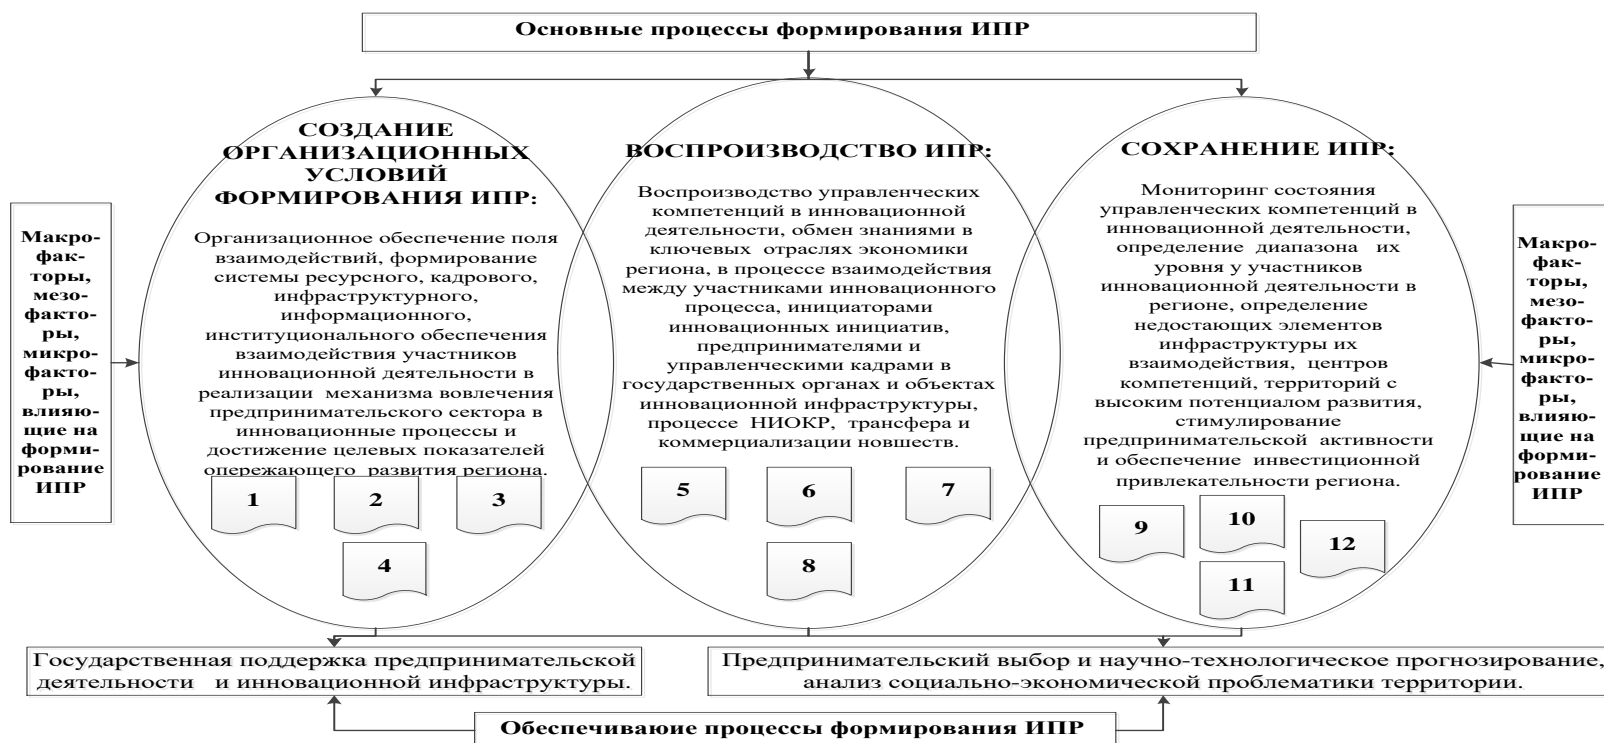 Основные процессы формирования ИПР
СОЗДАНИЕ
ОРГАНИЗАЦИОННЫХ
УСЛОВИЙ
ФОРМИРОВАНИЯ ИПР:
Организационное обеспечение поля
взаимодействий, формирование
системы ресурсного, кадрового,
инфраструктурного,
информационного,
институционального обеспечения
взаимодействия участников
инновационной деятельности в
реализации механизма вовлечения
предпринимательского сектора в
инновационные процессы и
достижение целевых показателей
опережающего развития региона.
1
2
3
4
ВОСПРОИЗВОДСТВО ИПР:
Воспроизводство управленческих
компетенций в инновационной
деятельности, обмен знаниями в
ключевых отраслях экономики
региона, в процессе взаимодействия
между участниками инновационного
процесса, инициаторами
инновационных инициатив,
предпринимателями и
управленческими кадрами в
государственных органах и объектах
инновационной инфраструктуры,
процессе НИОКР, трансфера и
коммерциализации новшеств.
5
6
7
8
СОХРАНЕНИЕ ИПР:
Мониторинг состояния
управленческих компетенций в
инновационной деятельности,
определение диапазона их
уровня у участников
инновационной деятельности в
регионе, определение
недостающих элементов
инфраструктуры их
взаимодействия, центров
компетенций, территорий с
высоким потенциалом развития,
стимулирование
предпринимательской активности
и обеспечение инвестиционной
привлекательности региона.
9
10
11
12
Макро-
фак-
торы,
мезо-
факто-
ры,
микро-
факто-
ры,
влияю-
щие на
форми-
рование
ИПР
Макро-
фак-
торы,
мезо-
факто-
ры,
микро-
факто-
ры,
влияю-
щие на
форми-
рование
ИПР
Государственная поддержка предпринимательской
деятельности и инновационной инфраструктуры.
Предпринимательский выбор и научно-технологическое прогнозирование,
анализ социально-экономической проблематики территории.
Обеспечиваюие процессы формирования ИПР